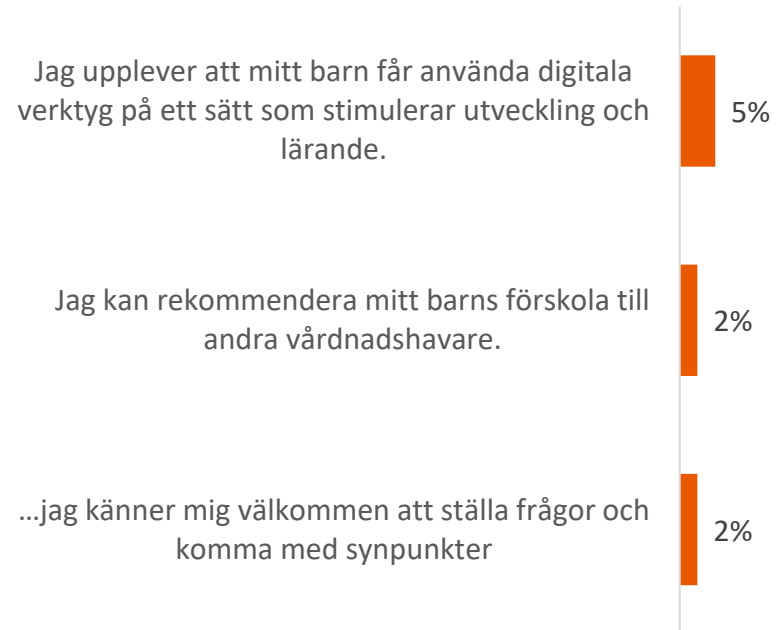 Jag upplever att mitt barn får använda digitala
verktyg på ett sätt som stimulerar utveckling och
lärande.
5%
Jag kan rekommendera mitt barns förskola till
andra vårdnadshavare.
2%
…jag känner mig välkommen att ställa frågor och
komma med synpunkter
2%